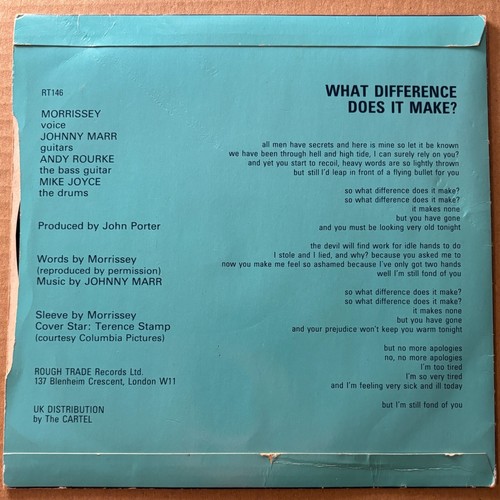 RT146
MORRISSEY
voice
JOHNNY MARR
guitars
ANDY ROURKE
the bass guitar
MIKE JOYCE
the drums
Produced by John Porter
Words by Morrissey
(reproduced by permission)
Music by JOHNNY MARR
Sleeve by Morrissey
Cover Star: Terence Stamp
(courtesy Columbia Pictures)
ROUGH TRADE Records Ltd.
137 Blenheim Crescent, London W11
UK DISTRIBUTION
by The CARTEL
WHAT DIFFERENCE
DOES IT MAKE?
all men have secrets and here is mine so let it be known
we have been through hell and high tide, I can surely rely on you?
and yet you start to recoil, heavy words are so lightly thrown
but still I'd leap in front of a flying bullet for you
so what difference does it make?
so what difference does it make?
it makes none
but you have gone
and you must be looking very old tonight
the devil will find work for idle hands to do
I stole and I lied, and why? because you asked me to
now you make me feel so ashamed because I've only got two hands
well I'm still fond of you
so what difference does it make?
so what difference does it make?
it makes none
but you have gone
and your prejudice won't keep you warm tonight
but no more apologies
no, no more apologies
I'm too tired
I'm so very tired
and I'm feeling very sick and ill today
but I'm still fond of you